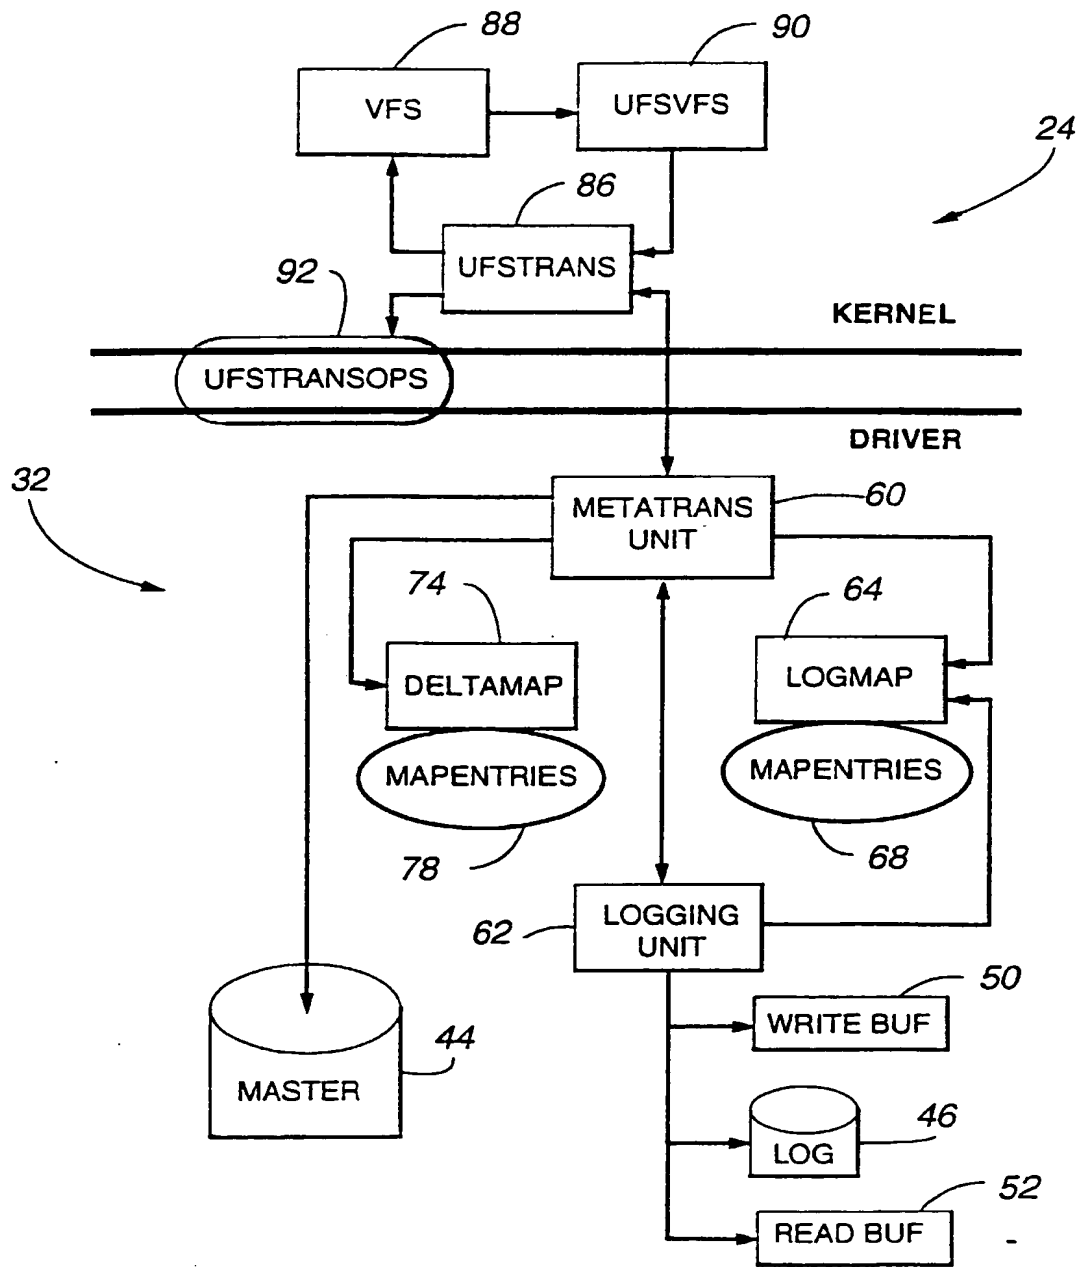 88
90
VFS
UFSVFS
24
86
UFSTRANS
92
KERNEL
UFSTRANSOPS
DRIVER
32
METATRANS
UNIT
60
74
64
DELTAMAP
LOGMAP
MAPENTRIES
MAPENTRIES
78
68
62
LOGGING
UNIT
50
WRITE BUF
44
MASTER
46
LOG
52
READ BUF